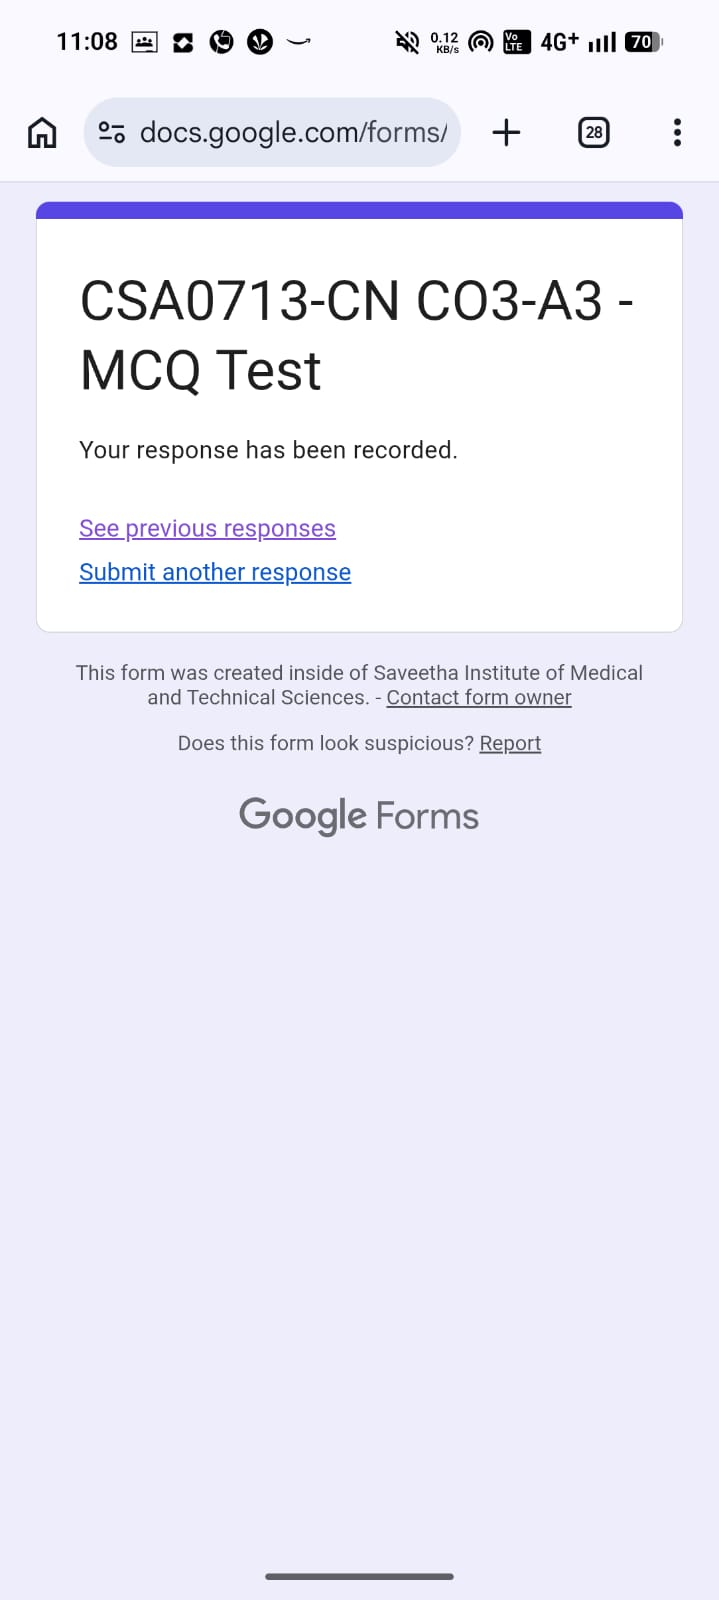 11:08
0.12
KB/s
Vo
LTE
4G+
70
docs.google.com/forms/
28
CSA0713-CN CO3-A3 -
MCQ Test
Your response has been recorded.
See previous responses
Submit another response
This form was created inside of Saveetha Institute of Medical
and Technical Sciences. - Contact form owner
Does this form look suspicious? Report
Google Forms